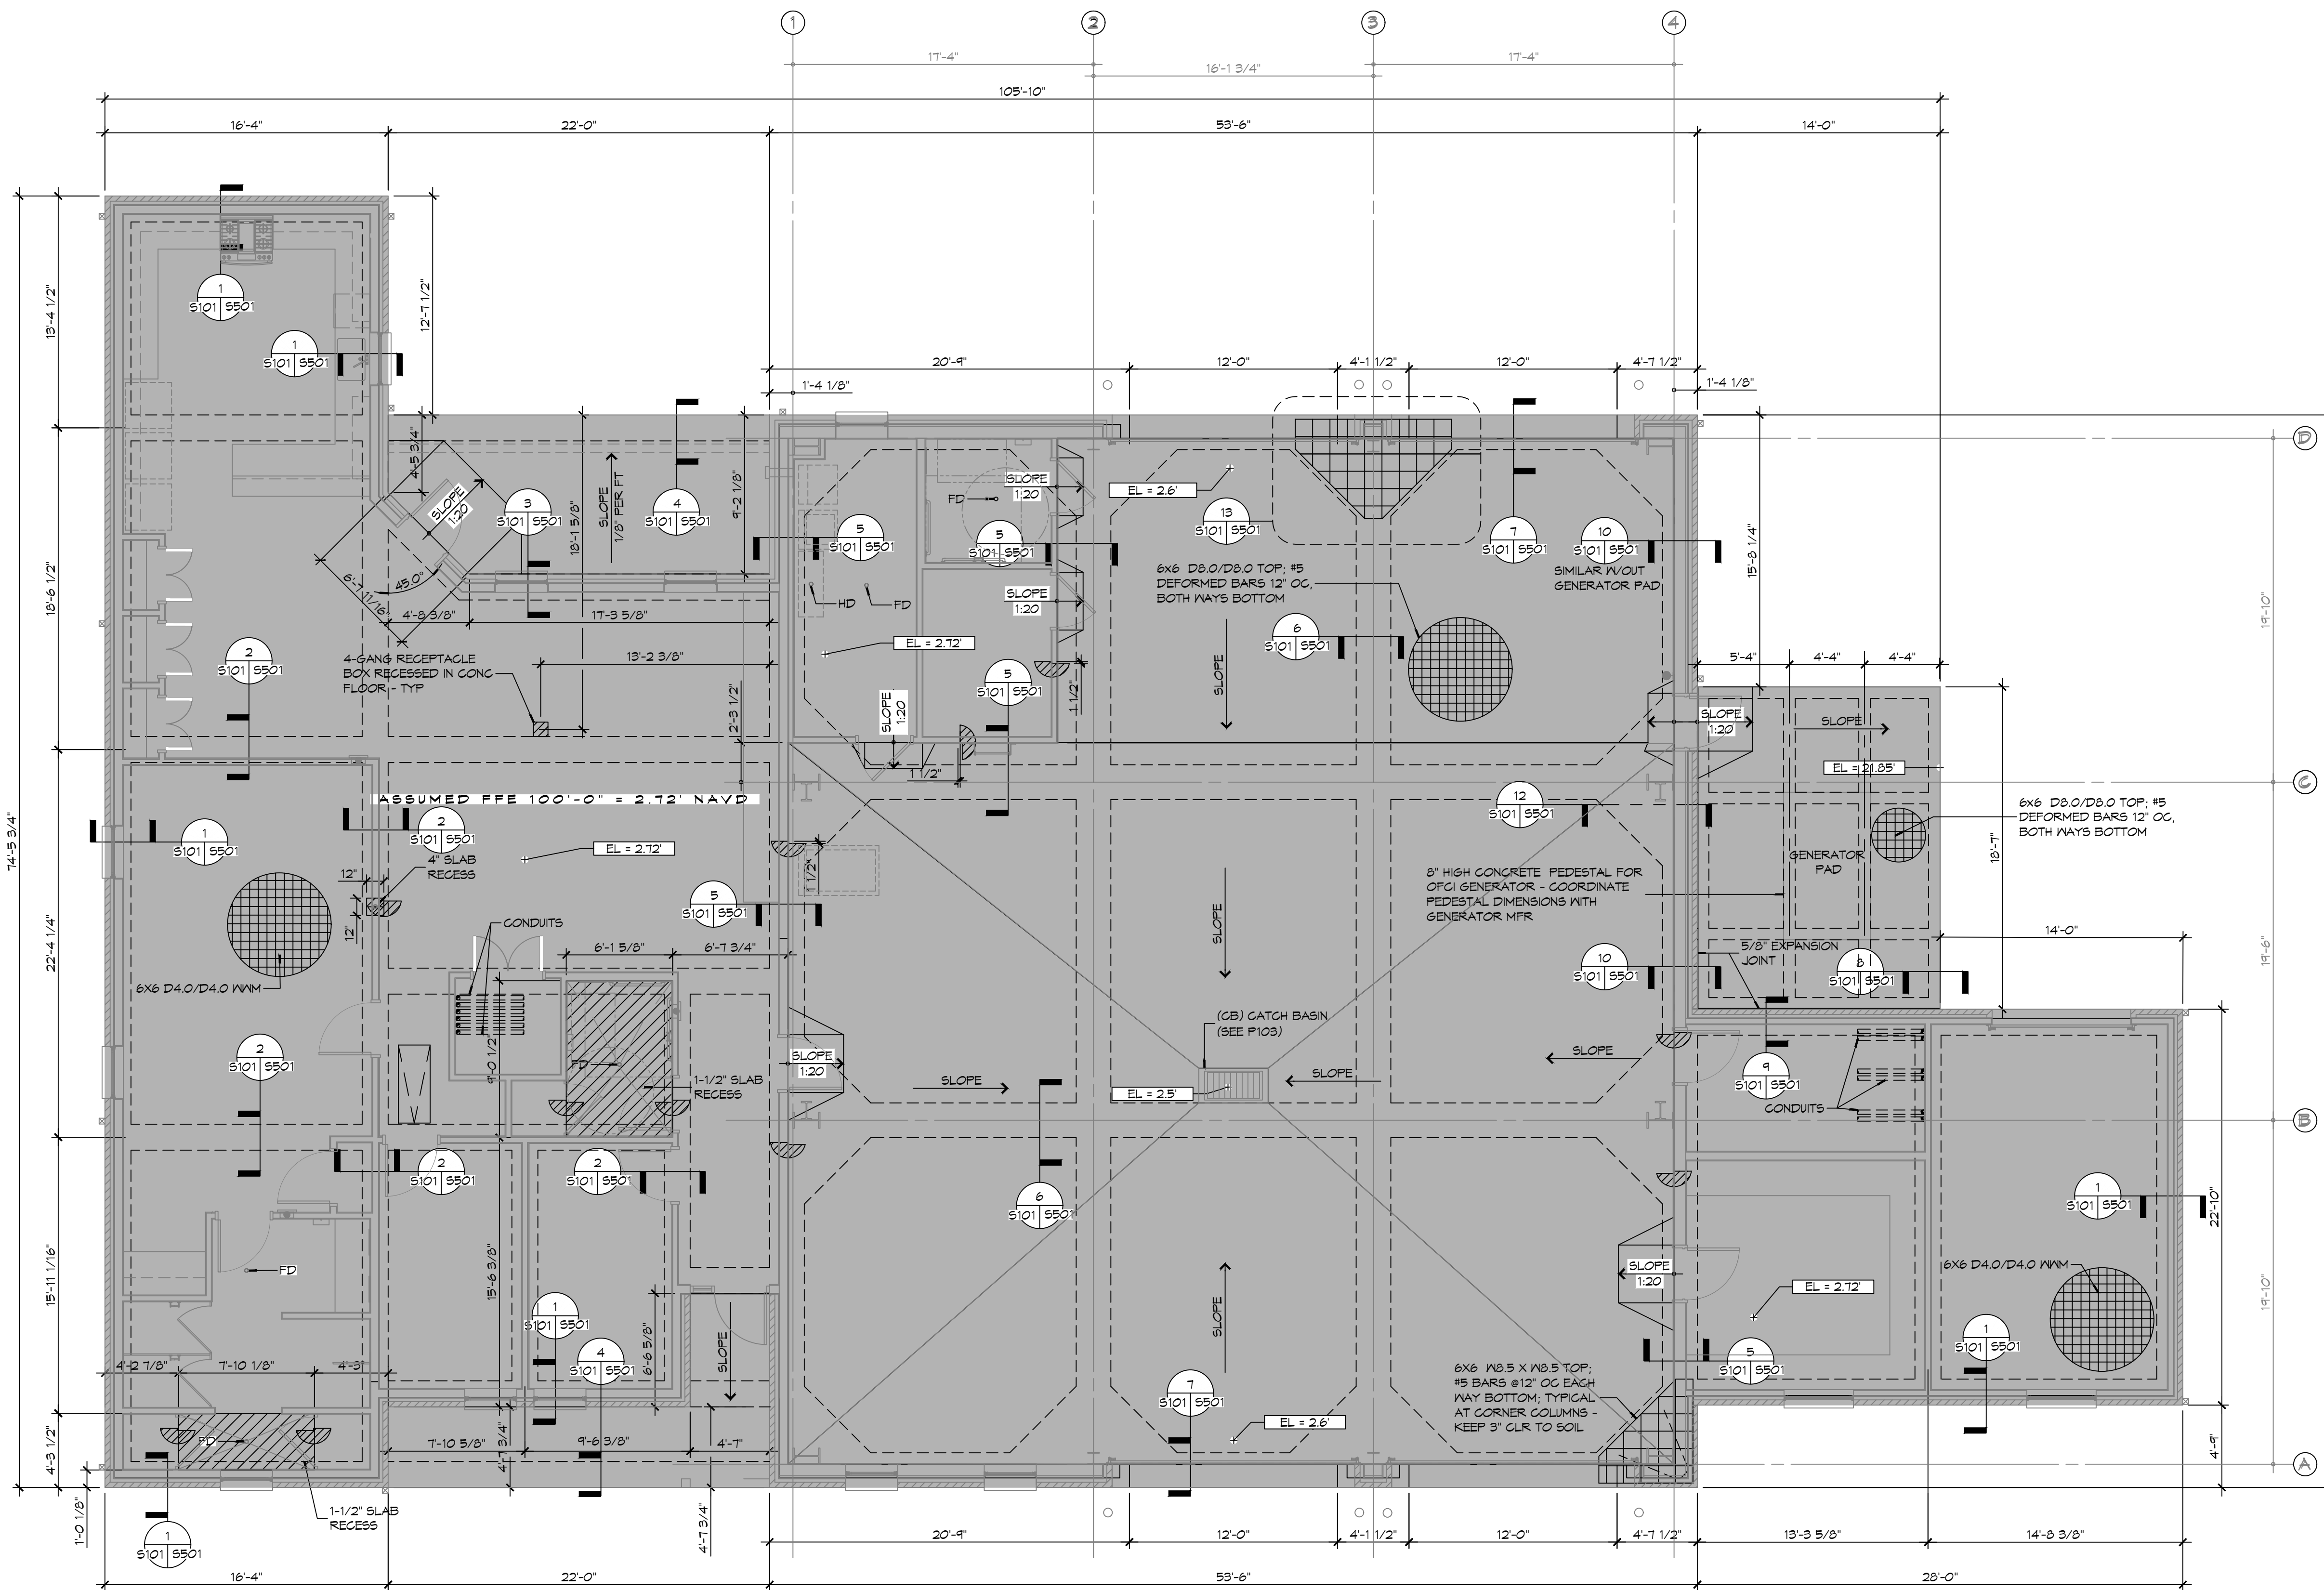 1
2
3
4
17'-4"
16'-1 3/4"
17'-4"
105'-10"
16'-4"
22'-0"
53'-6"
14'-0"
13'-4 1/2"
12'-7 1/2"
1
S101
S501
1
S101
S501
20'-9"
12'-0"
4'-1 1/2"
12'-0"
4'-7 1/2"
1'-4 1/8"
1'-4 1/8"
D
4'-5 3/4"
SLOPE
1:20
3
S101
S501
18'-1 5/8"
SLOPE
1/8" PER FT
4
S101
S501
9'-2 1/8"
5
S101
S501
FD
5
S101
S501
SLOPE
1:20
EL = 2.6'
13
S101
S501
7
S101
S501
10
S101
S501
SIMILAR W/OUT
GENERATOR PAD
15'-8 1/4"
18'-6 1/2"
6'-7 11/16"
45.0°
4'-8 3/8"
17'-3 5/8"
HD
FD
SLOPE
1:20
6x6 D8.0/D8.0 TOP; #5
DEFORMED BARS 12" OC,
BOTH WAYS BOTTOM
6
S101
S501
19'-10"
2
S101
S501
4-GANG RECEPTACLE
BOX RECESSED IN CONC
FLOOR - TYP
13'-2 3/8"
EL = 2.72'
5
S101
S501
1 1/2"
SLOPE
5'-4"
4'-4"
4'-4"
2'-3 1/2"
SLOPE
1:20
1 1/2"
SLOPE
1:20
SLOPE
EL = 21.85'
C
74'-5 3/4"
ASSUMED FFE 100'-0" = 2.72' NAVD
1
S101
S501
2
S101
S501
EL = 2.72'
4" SLAB
RECESS
12"
12"
1 1/2"
12
S101
S501
6x6 D8.0/D8.0 TOP; #5
DEFORMED BARS 12" OC,
BOTH WAYS BOTTOM
GENERATOR
PAD
18'-7"
8" HIGH CONCRETE PEDESTAL FOR
OFCI GENERATOR - COORDINATE
PEDESTAL DIMENSIONS WITH
GENERATOR MFR
22'-4 1/4"
5
S101
S501
CONDUITS
6'-1 5/8"
6'-7 3/4"
SLOPE
10
S101
S501
5/8" EXPANSION
JOINT
8
S101
S501
14'-0"
19'-6"
6X6 D4.0/D4.0 WWM
2
S101
S501
9'-0 1/2"
FD
1-1/2" SLAB
RECESS
SLOPE
1:20
SLOPE
(CB) CATCH BASIN
(SEE P103)
SLOPE
EL = 2.5'
SLOPE
9
S101
S501
CONDUITS
B
2
S101
S501
2
S101
S501
6
S101
S501
1
S101
S501
22'-10"
FD
15'-11 1/16"
15'-6 3/8"
1
S101
S501
4
S101
S501
6'-6 5/8"
SLOPE
SLOPE
SLOPE
1:20
EL = 2.72'
6X6 D4.0/D4.0 WWM
19'-10"
5
S101
S501
1
S101
S501
4'-2 7/8"
7'-10 1/8"
4'-3"
7
S101
S501
EL = 2.6'
6X6 W8.5 X W8.5 TOP;
#5 BARS @12" OC EACH
WAY BOTTOM; TYPICAL
AT CORNER COLUMNS -
KEEP 3" CLR TO SOIL
4'-3 1/2"
FD
7'-10 5/8"
9'-6 3/8"
4'-7"
4'-7 3/4"
4'-9"
A
1'-0 1/8"
1-1/2" SLAB
RECESS
1
S101
S501
4'-7 3/4"
20'-9"
12'-0"
4'-1 1/2"
12'-0"
4'-7 1/2"
13'-3 5/8"
14'-8 3/8"
16'-4"
22'-0"
53'-6"
28'-0"